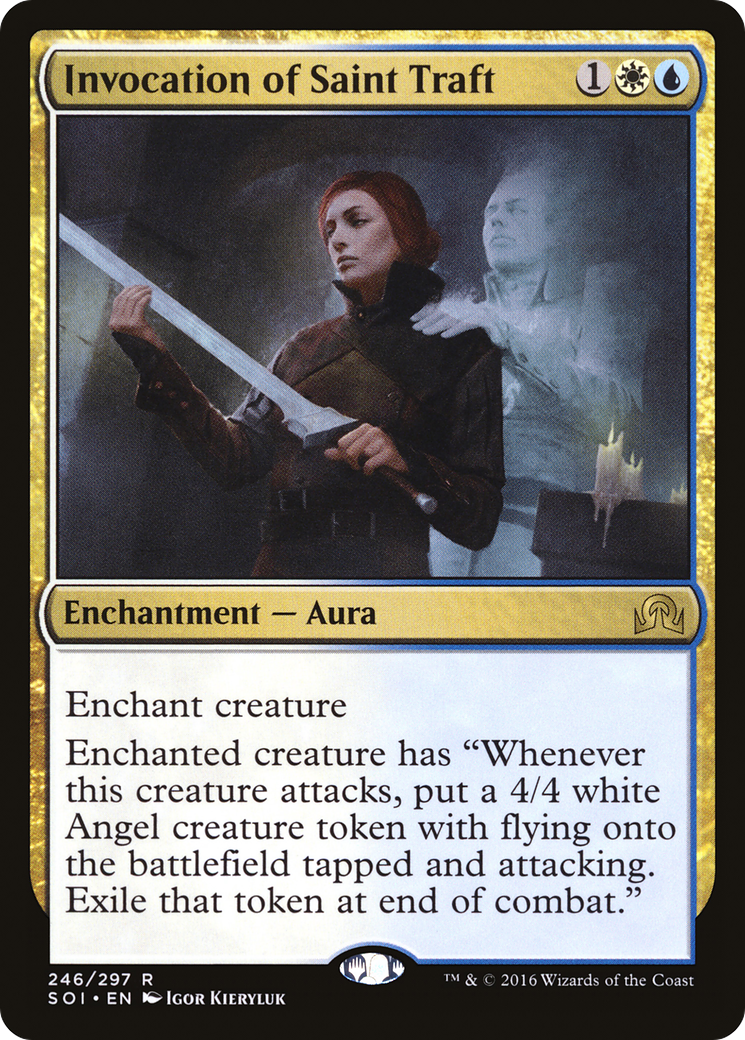 Invocation of Saint Traft 1
Enchantment — Aura
Enchant creature
Enchanted creature has “Whenever
this creature attacks, put a 4/4 white
Angel creature token with flying onto
the battlefield tapped and attacking.
Exile that token at end of combat.”
246/297 R
SOI • EN Igor Kieryluk
™ & © 2016 Wizards of the Coast